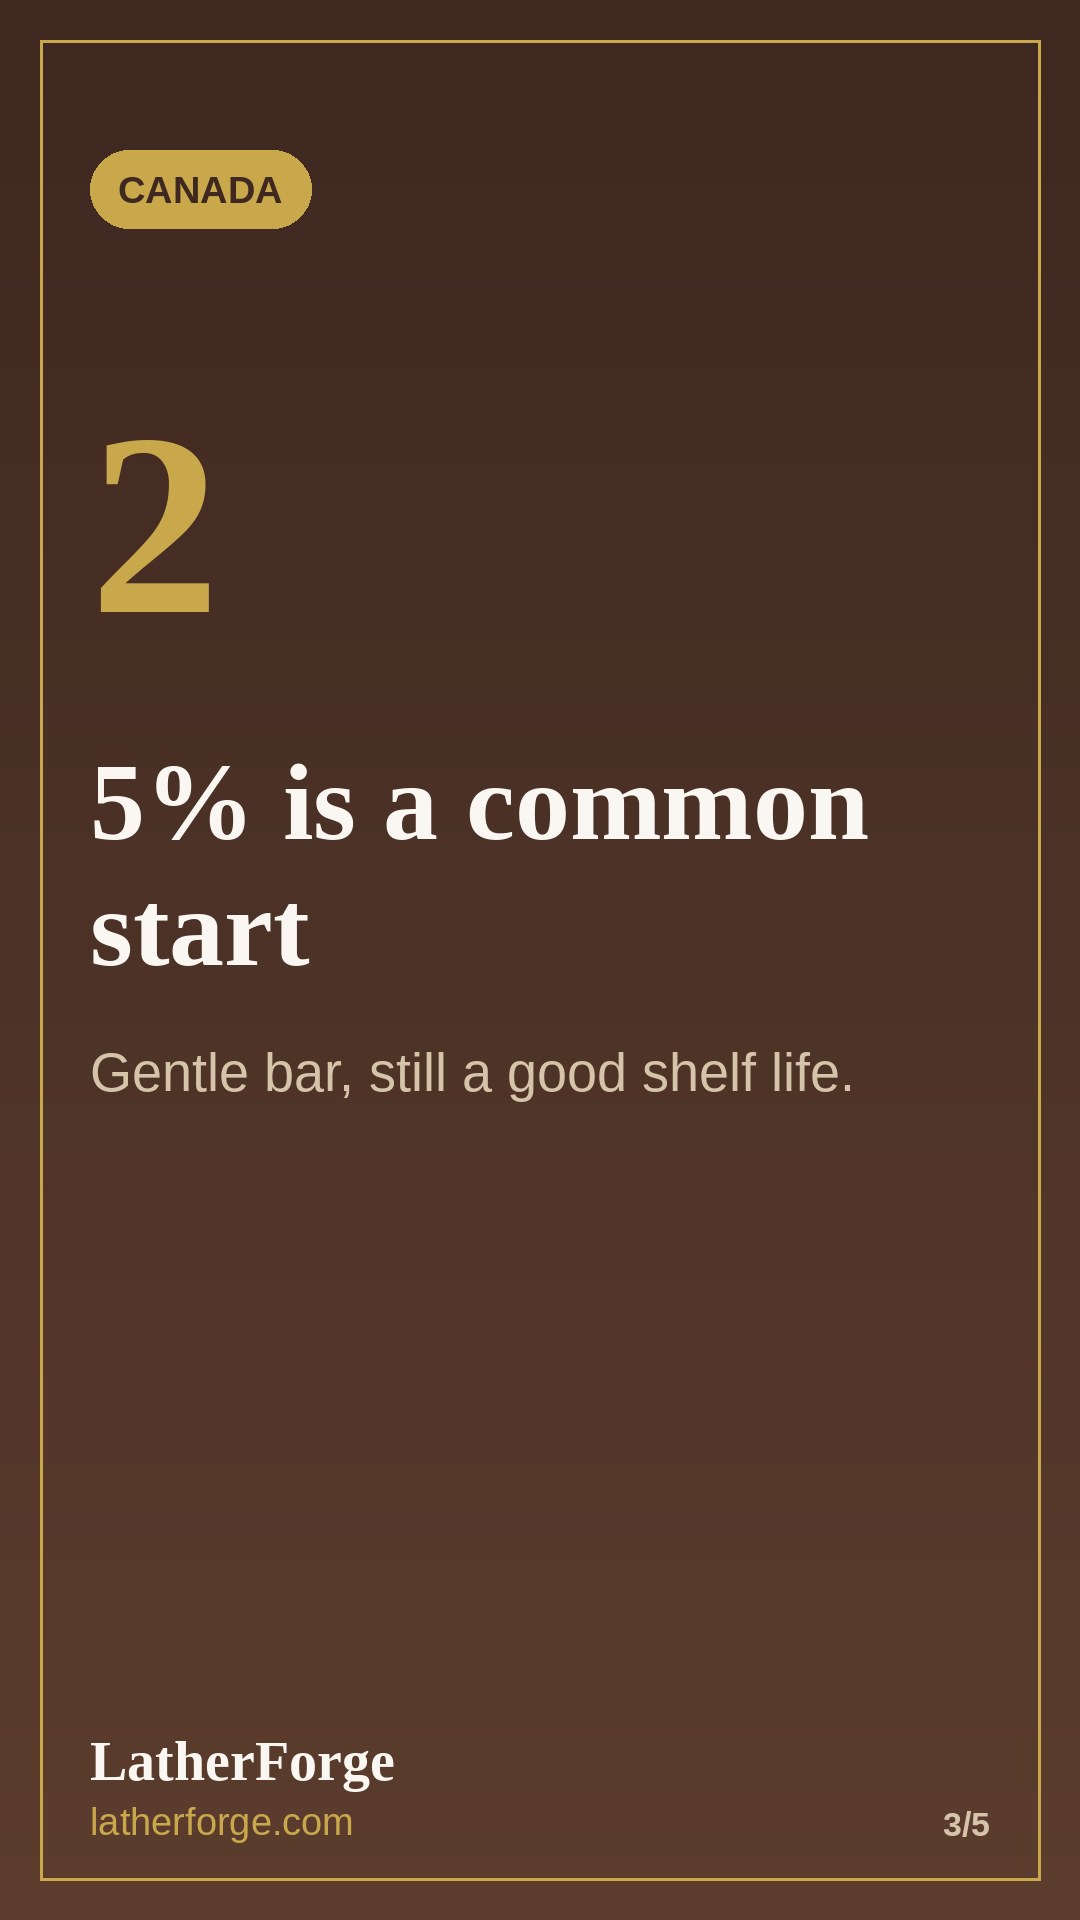 CANADA
2
5% is a common
start
Gentle bar, still a good shelf life.
LatherForge
latherforge.com
3/5